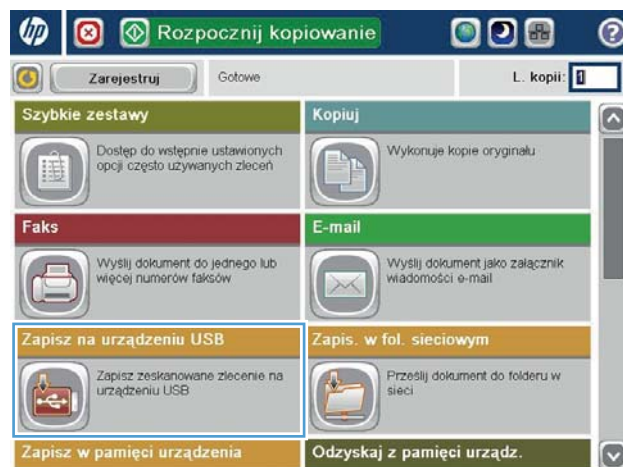 hp
Rozpocznij kopiowanie
?
Zarejestruj
Gotowe
L. kopii: 1
Szybkie zestawy
Kopiuj
Dostęp do wstępnie ustawionych
opcji często używanych zleceń
Wykonuje kopie oryginału
Faks
E-mail
Wyślij dokument do jednego lub
więcej numerów faksów
Wyślij dokument jako załącznik
wiadomości e-mail
Zapisz na urządzeniu USB
Zapis. w fol. sieciowym
Zapisz zeskanowane zlecenie na
urządzeniu USB
Prześlij dokument do folderu w
sieci
Zapisz w pamięci urządzenia
Odzyskaj z pamięci urządz.